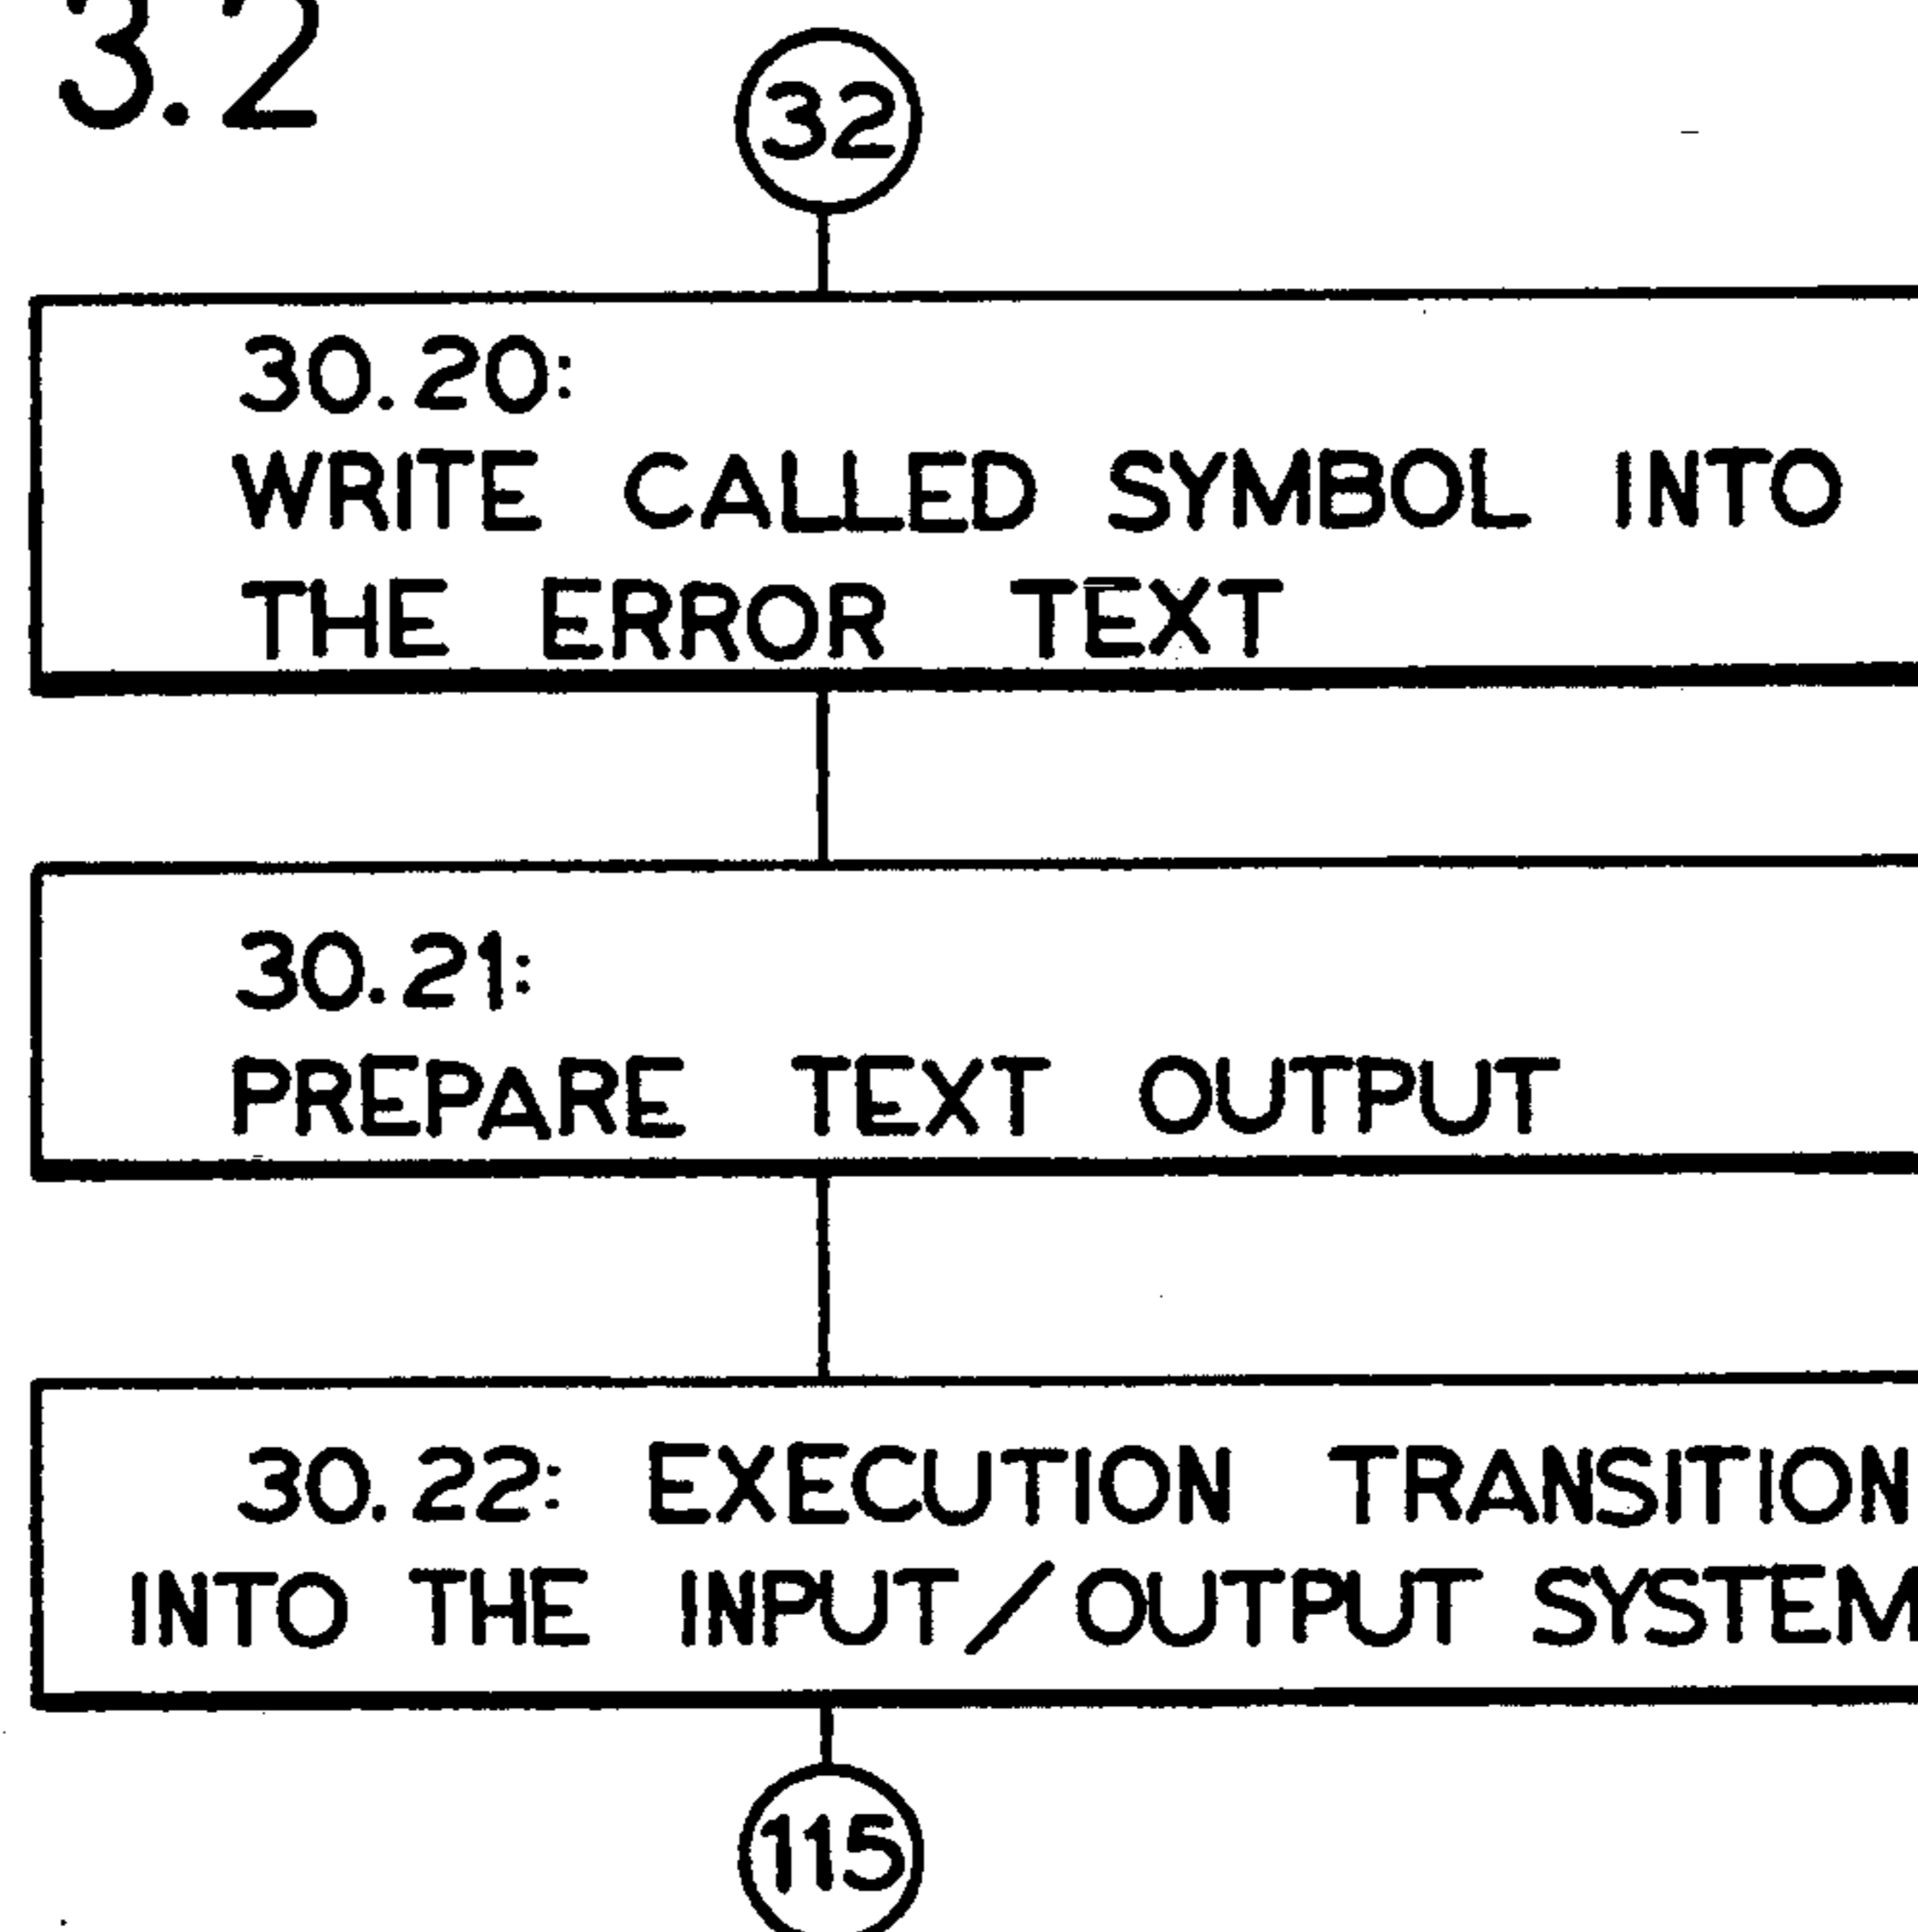 3.2
32
30.20:
WRITE CALLED SYMBOL INTO
THE ERROR TEXT
30.21:
PREPARE TEXT OUTPUT
30.22: EXECUTION TRANSITION
INTO THE INPUT/OUTPUT SYSTEM
115